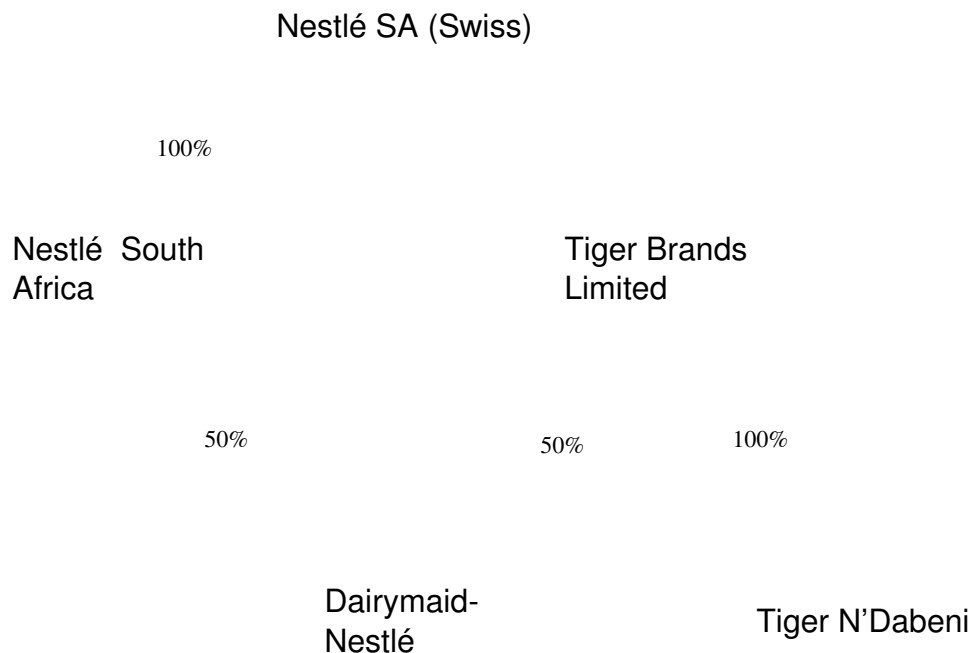 Nestlé SA (Swiss)
100%
Nestlé South
Africa
Tiger Brands
Limited
50%
50%
100%
Dairymaid-
Nestlé
Tiger N’Dabeni